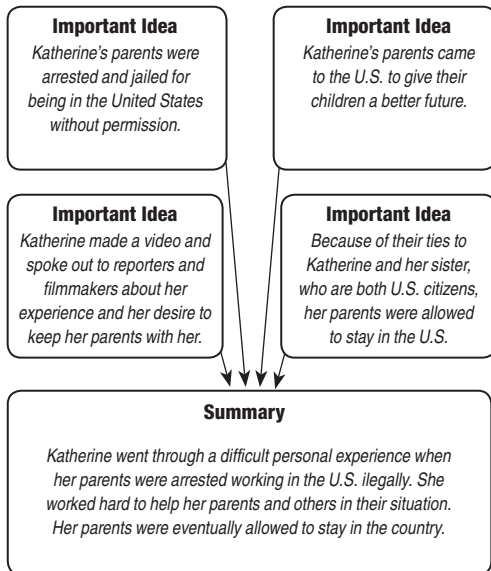 Important Idea
Katherine's parents were
arrested and jailed for
being in the United States
without permission.
Important Idea
Katherine's parents came
to the U.S. to give their
children a better future.
Important Idea
Katherine made a video and
spoke out to reporters and
filmmakers about her
experience and her desire to
keep her parents with her.
Important Idea
Because of their ties to
Katherine and her sister,
who are both U.S. citizens,
her parents were allowed
to stay in the U.S.
Summary
Katherine went through a difficult personal experience when
her parents were arrested working in the U.S. ilegally. She
worked hard to help her parents and others in their situation.
Her parents were eventually allowed to stay in the country.